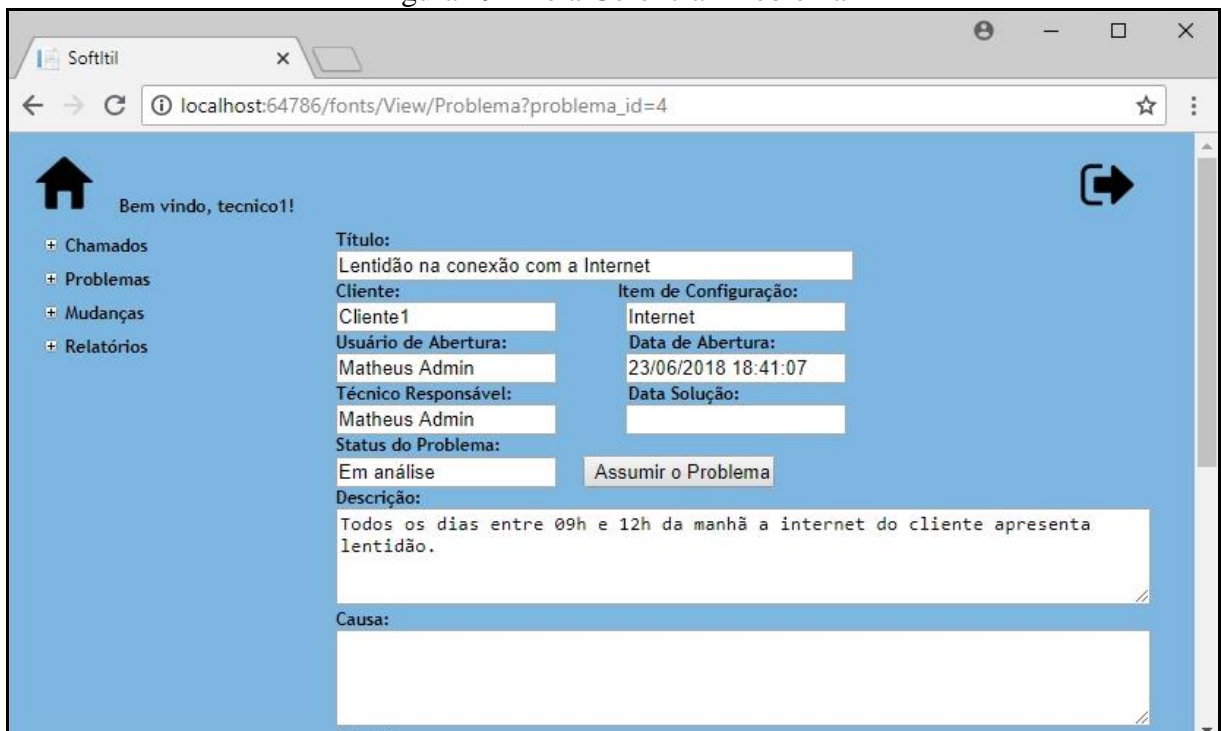 SoftItil
localhost:64786/fonts/View/Problema?problema_id=4
Bem vindo, tecnico1!
Chamados
Problemas
Mudanças
Relatórios
Título:
Lentidão na conexão com a Internet
Cliente: Item de Configuração:
Cliente1 Internet
Usuário de Abertura: Data de Abertura:
Matheus Admin 23/06/2018 18:41:07
Técnico Responsável: Data Solução:
Matheus Admin
Status do Problema:
Em análise Assumir o Problema
Descrição:
Todos os dias entre 09h e 12h da manhã a internet do cliente apresenta
lentidão.
Causa: